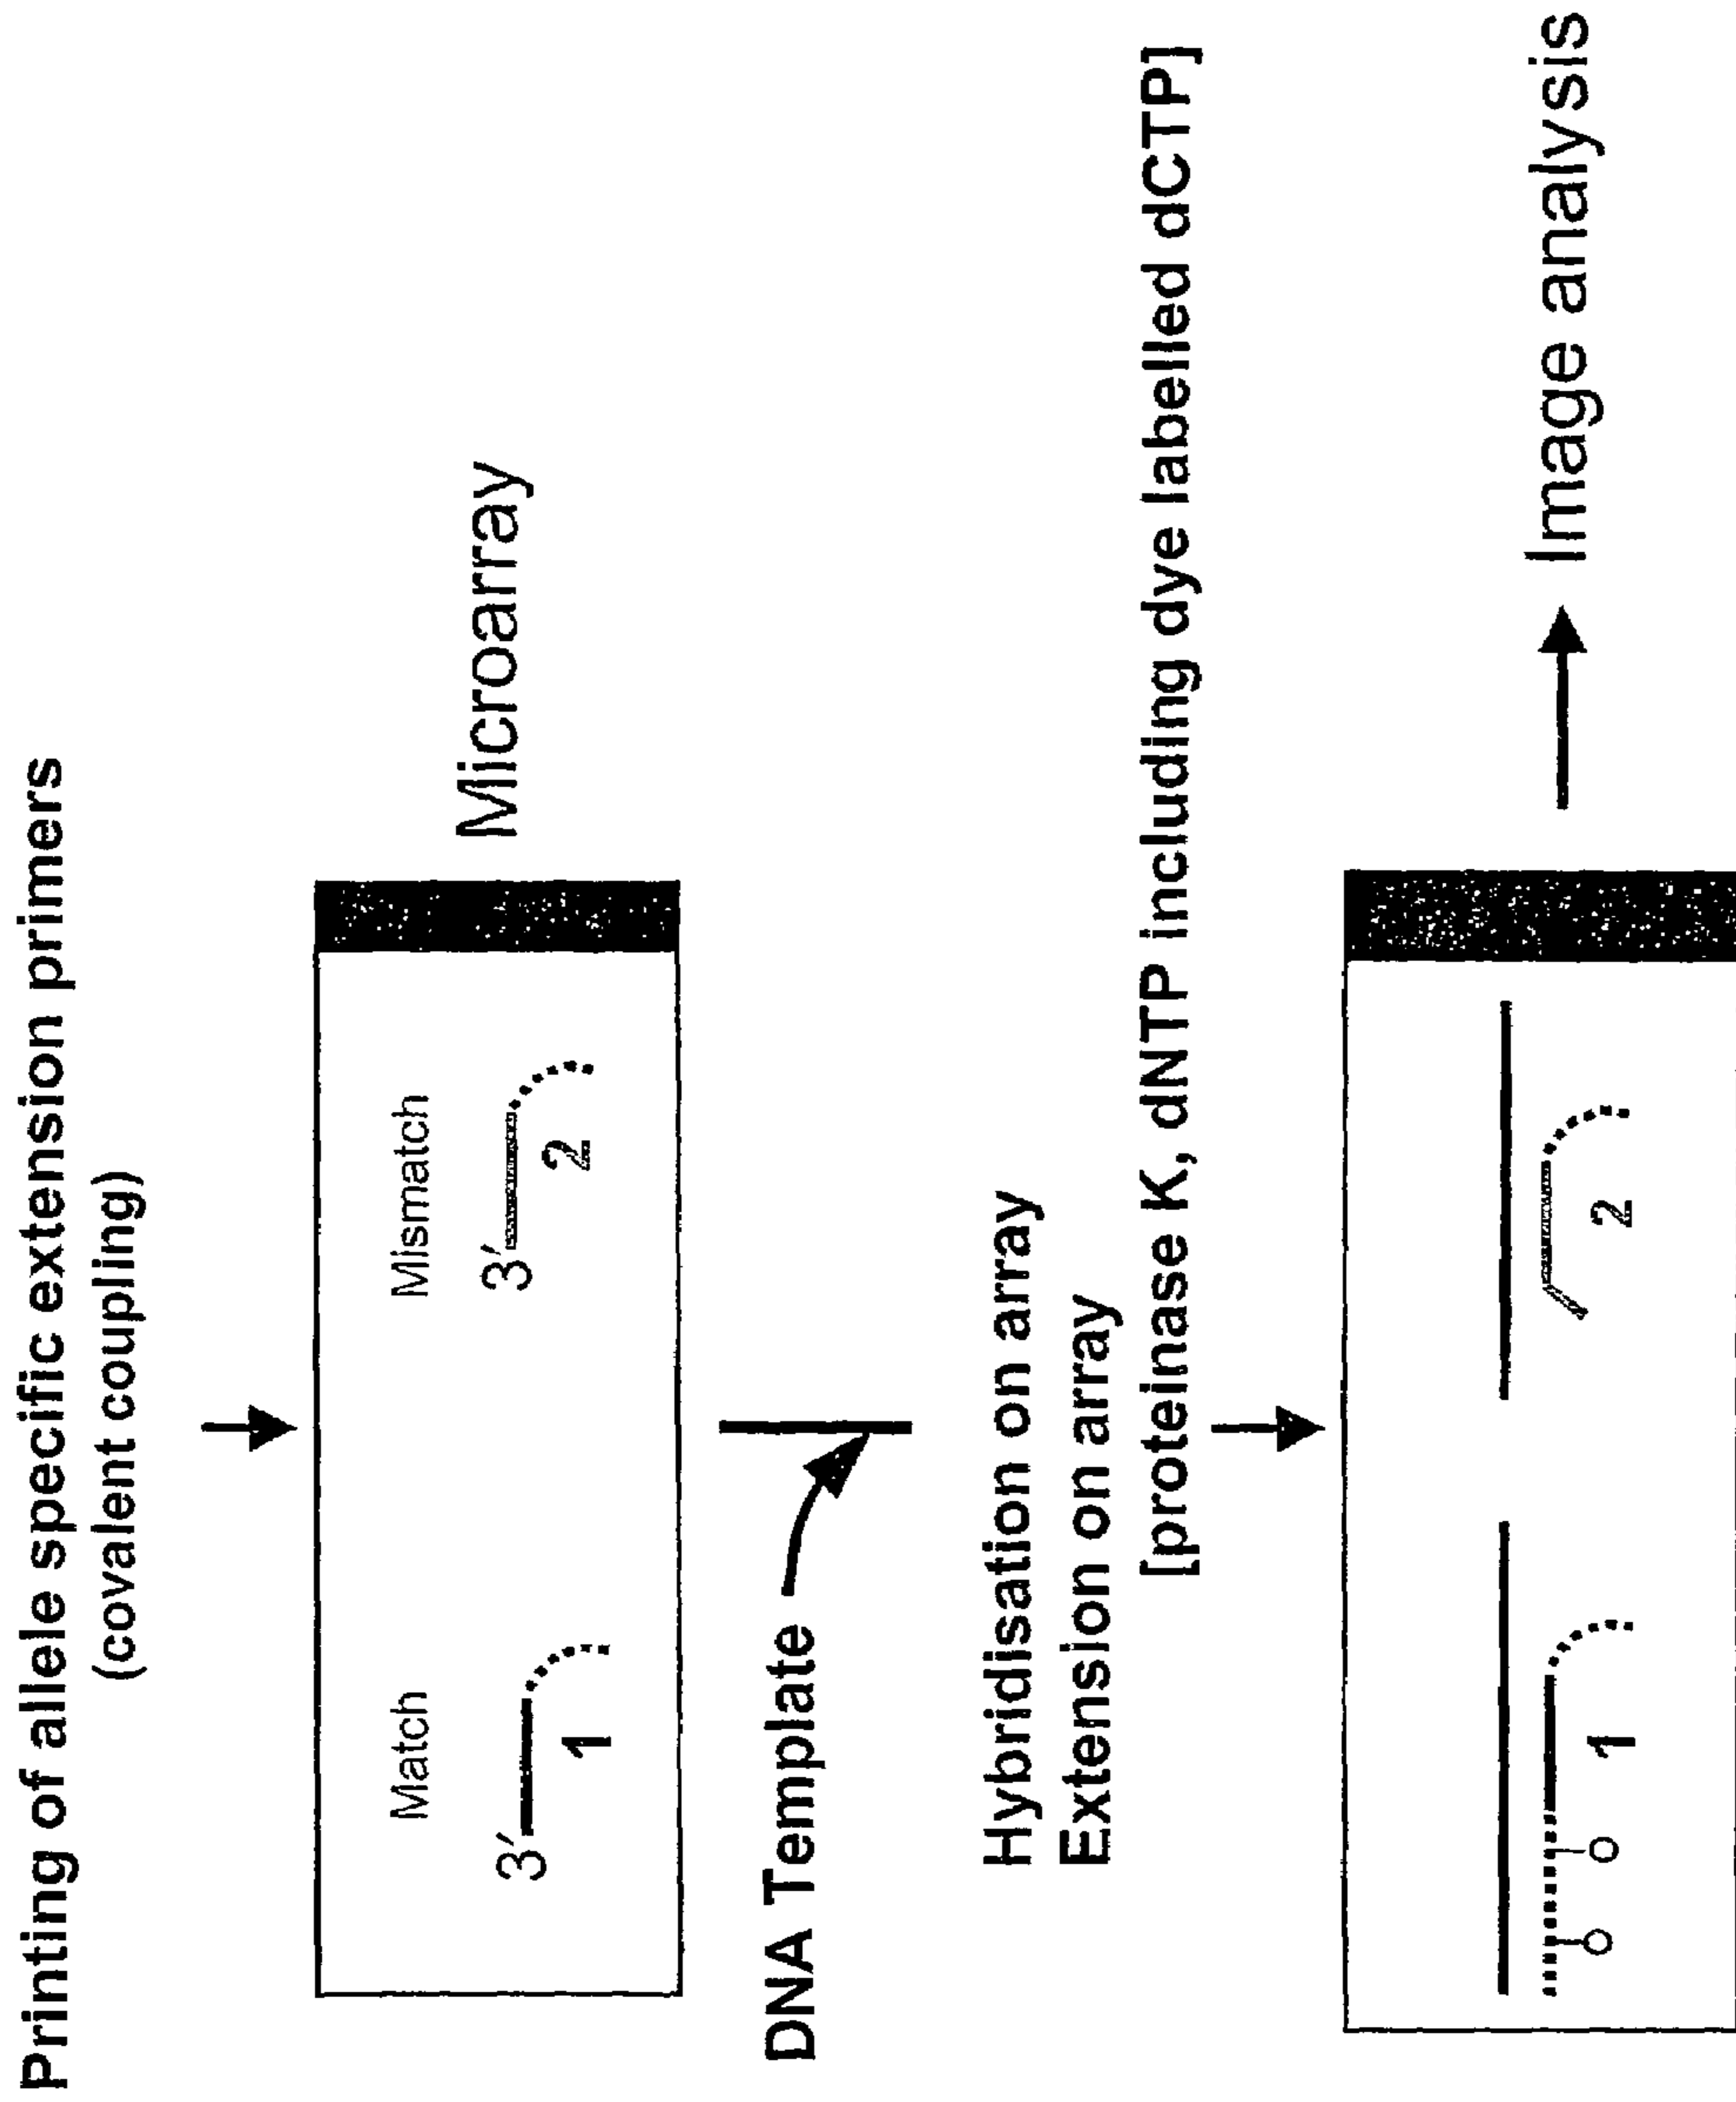 Printing of allele specific extension primers
(covalent coupling)
Match
Mismatch
3′
3′
1
2
Microarray
DNA Template
Hybridisation on array
Extension on array
[proteinase K, dNTP including dye labelled dCTP]
1
2
Image analysis